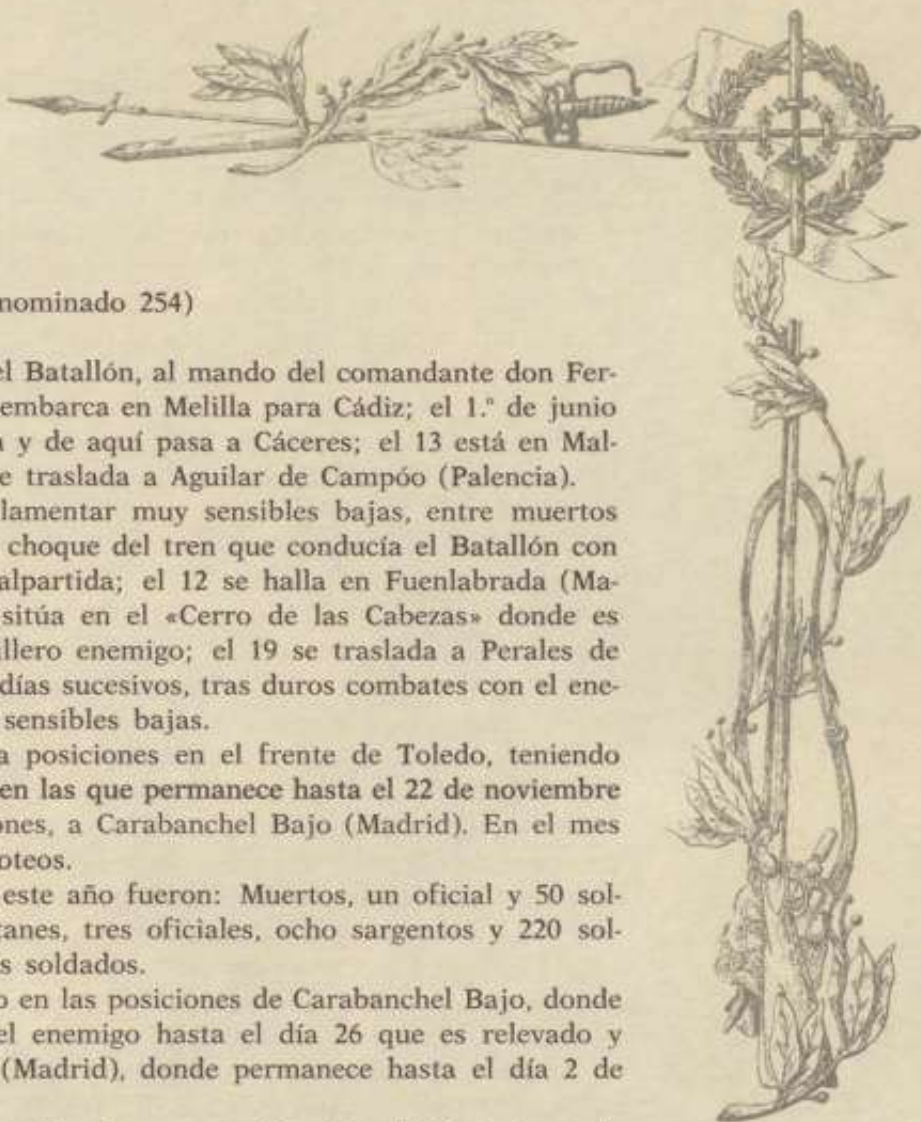 nominado 254)
el Batallón, al mando del comandante don Fer-
embarca en Melilla para Cádiz; el 1.º de junio
y de aquí pasa a Cáceres; el 13 está en Mal-
e traslada a Aguilar de Campóo (Palencia).
lamentar muy sensibles bajas, entre muertos
choque del tren que conducía el Batallón con
alpartida; el 12 se halla en Fuenlabrada (Ma-
sitúa en el «Cerro de las Cabezas» donde es
llero enemigo; el 19 se traslada a Perales de
días sucesivos, tras duros combates con el ene-
sensibles bajas.
a posiciones en el frente de Toledo, teniendo
en las que permanece hasta el 22 de noviembre
ones, a Carabanchel Bajo (Madrid). En el mes
oteos.
este año fueron: Muertos, un oficial y 50 sol-
tanes, tres oficiales, ocho sargentos y 220 sol-
s soldados.
o en las posiciones de Carabanchel Bajo, donde
el enemigo hasta el día 26 que es relevado y
(Madrid), donde permanece hasta el día 2 de